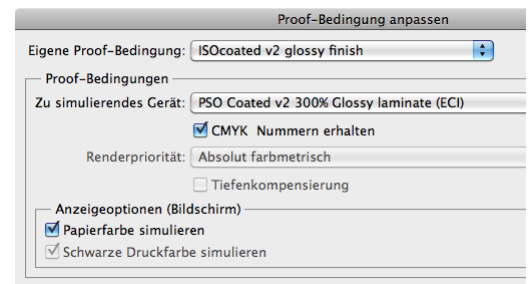 Proof-Bedingung anpassen
Eigene Proof-Bedingung: ISOcoated v2 glossy finish
Proof-Bedingungen
Zu simulierendes Gerät: PSO Coated v2 300% Glossy laminate (ECI)
CMYK Nummern erhalten
Renderpriorität: Absolut farbmetrisch
Tiefenkompensierung
Anzeigeoptionen (Bildschirm)
Papierfarbe simulieren
Schwarze Druckfarbe simulieren